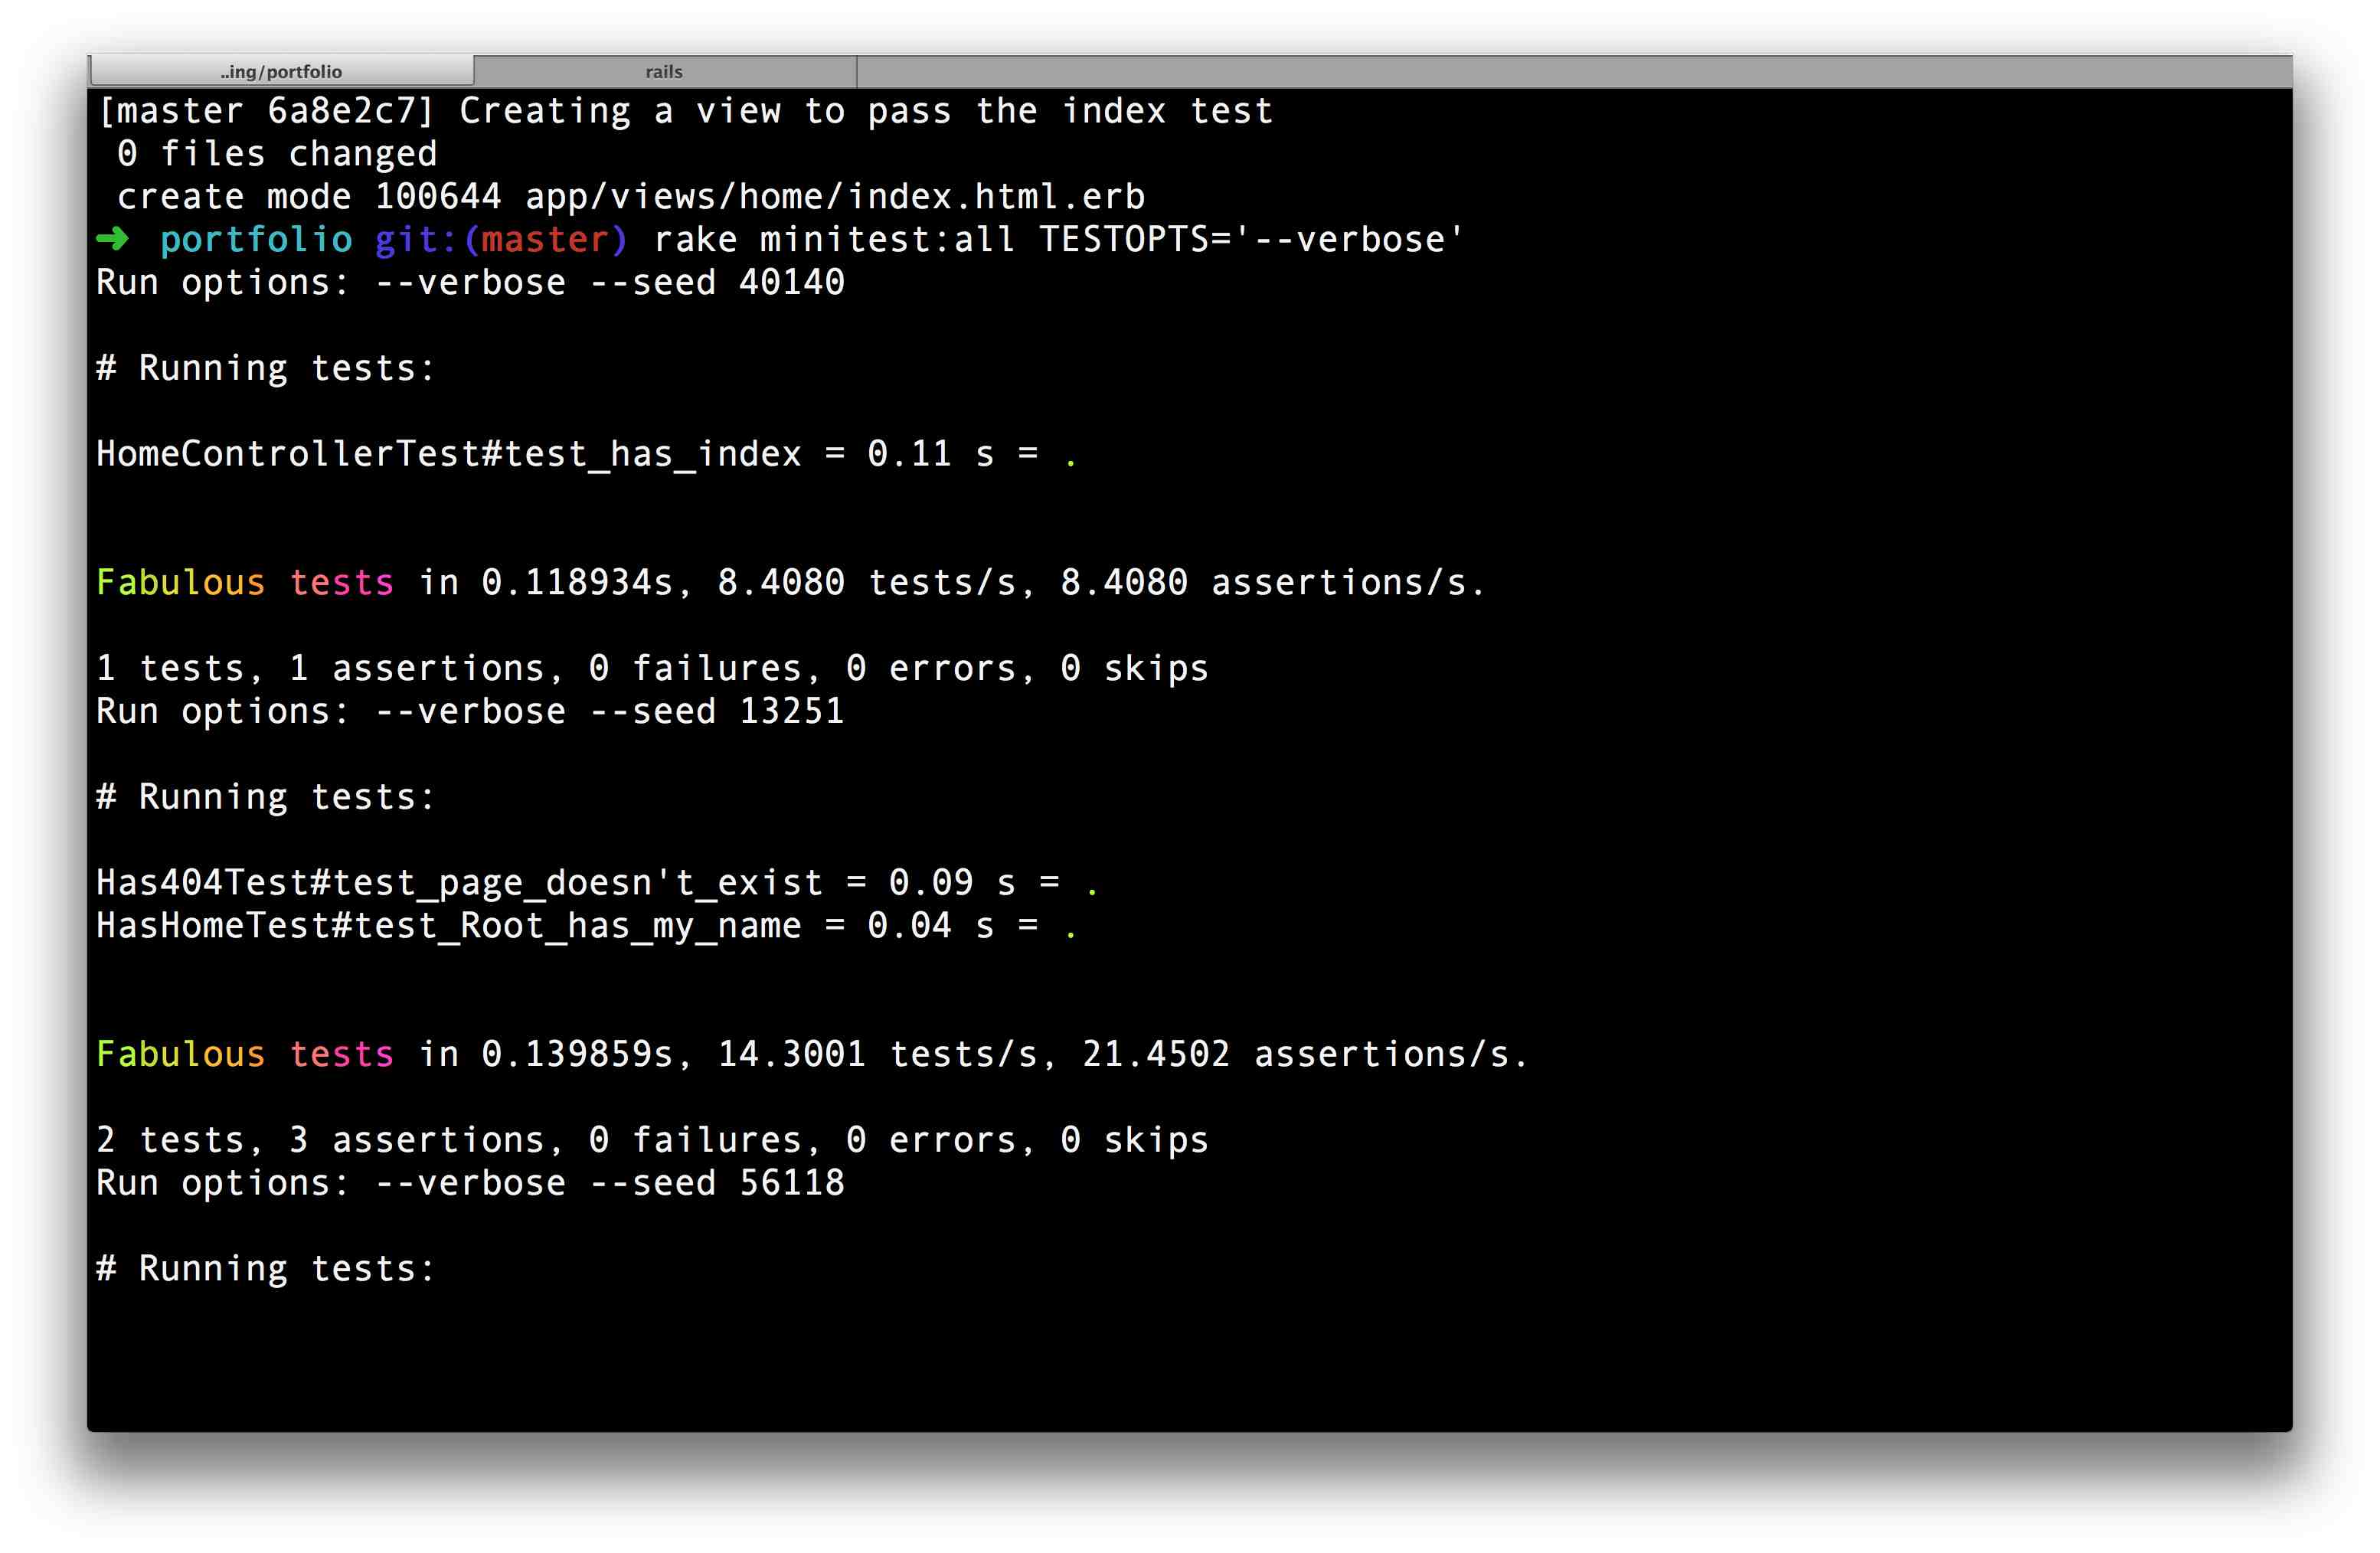 ..ing/portfolio
rails
[master 6a8e2c7] Creating a view to pass the index test
 0 files changed
 create mode 100644 app/views/home/index.html.erb
➜  portfolio git:(master) rake minitest:all TESTOPTS='--verbose'
Run options: --verbose --seed 40140
# Running tests:
HomeControllerTest#test_has_index = 0.11 s = .
Fabulous tests in 0.118934s, 8.4080 tests/s, 8.4080 assertions/s.
1 tests, 1 assertions, 0 failures, 0 errors, 0 skips
Run options: --verbose --seed 13251
# Running tests:
Has404Test#test_page_doesn't_exist = 0.09 s = .
HasHomeTest#test_Root_has_my_name = 0.04 s = .
Fabulous tests in 0.139859s, 14.3001 tests/s, 21.4502 assertions/s.
2 tests, 3 assertions, 0 failures, 0 errors, 0 skips
Run options: --verbose --seed 56118
# Running tests: